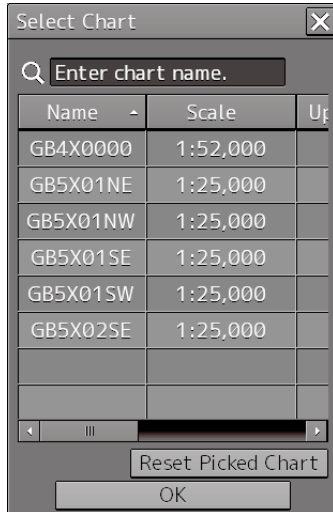 Select Chart
Enter chart name.
Name Scale Up
GB4X0000 1:52,000
GB5X01NE 1:25,000
GB5X01NW 1:25,000
GB5X01SE 1:25,000
GB5X01SW 1:25,000
GB5X02SE 1:25,000
Reset Picked Chart
OK